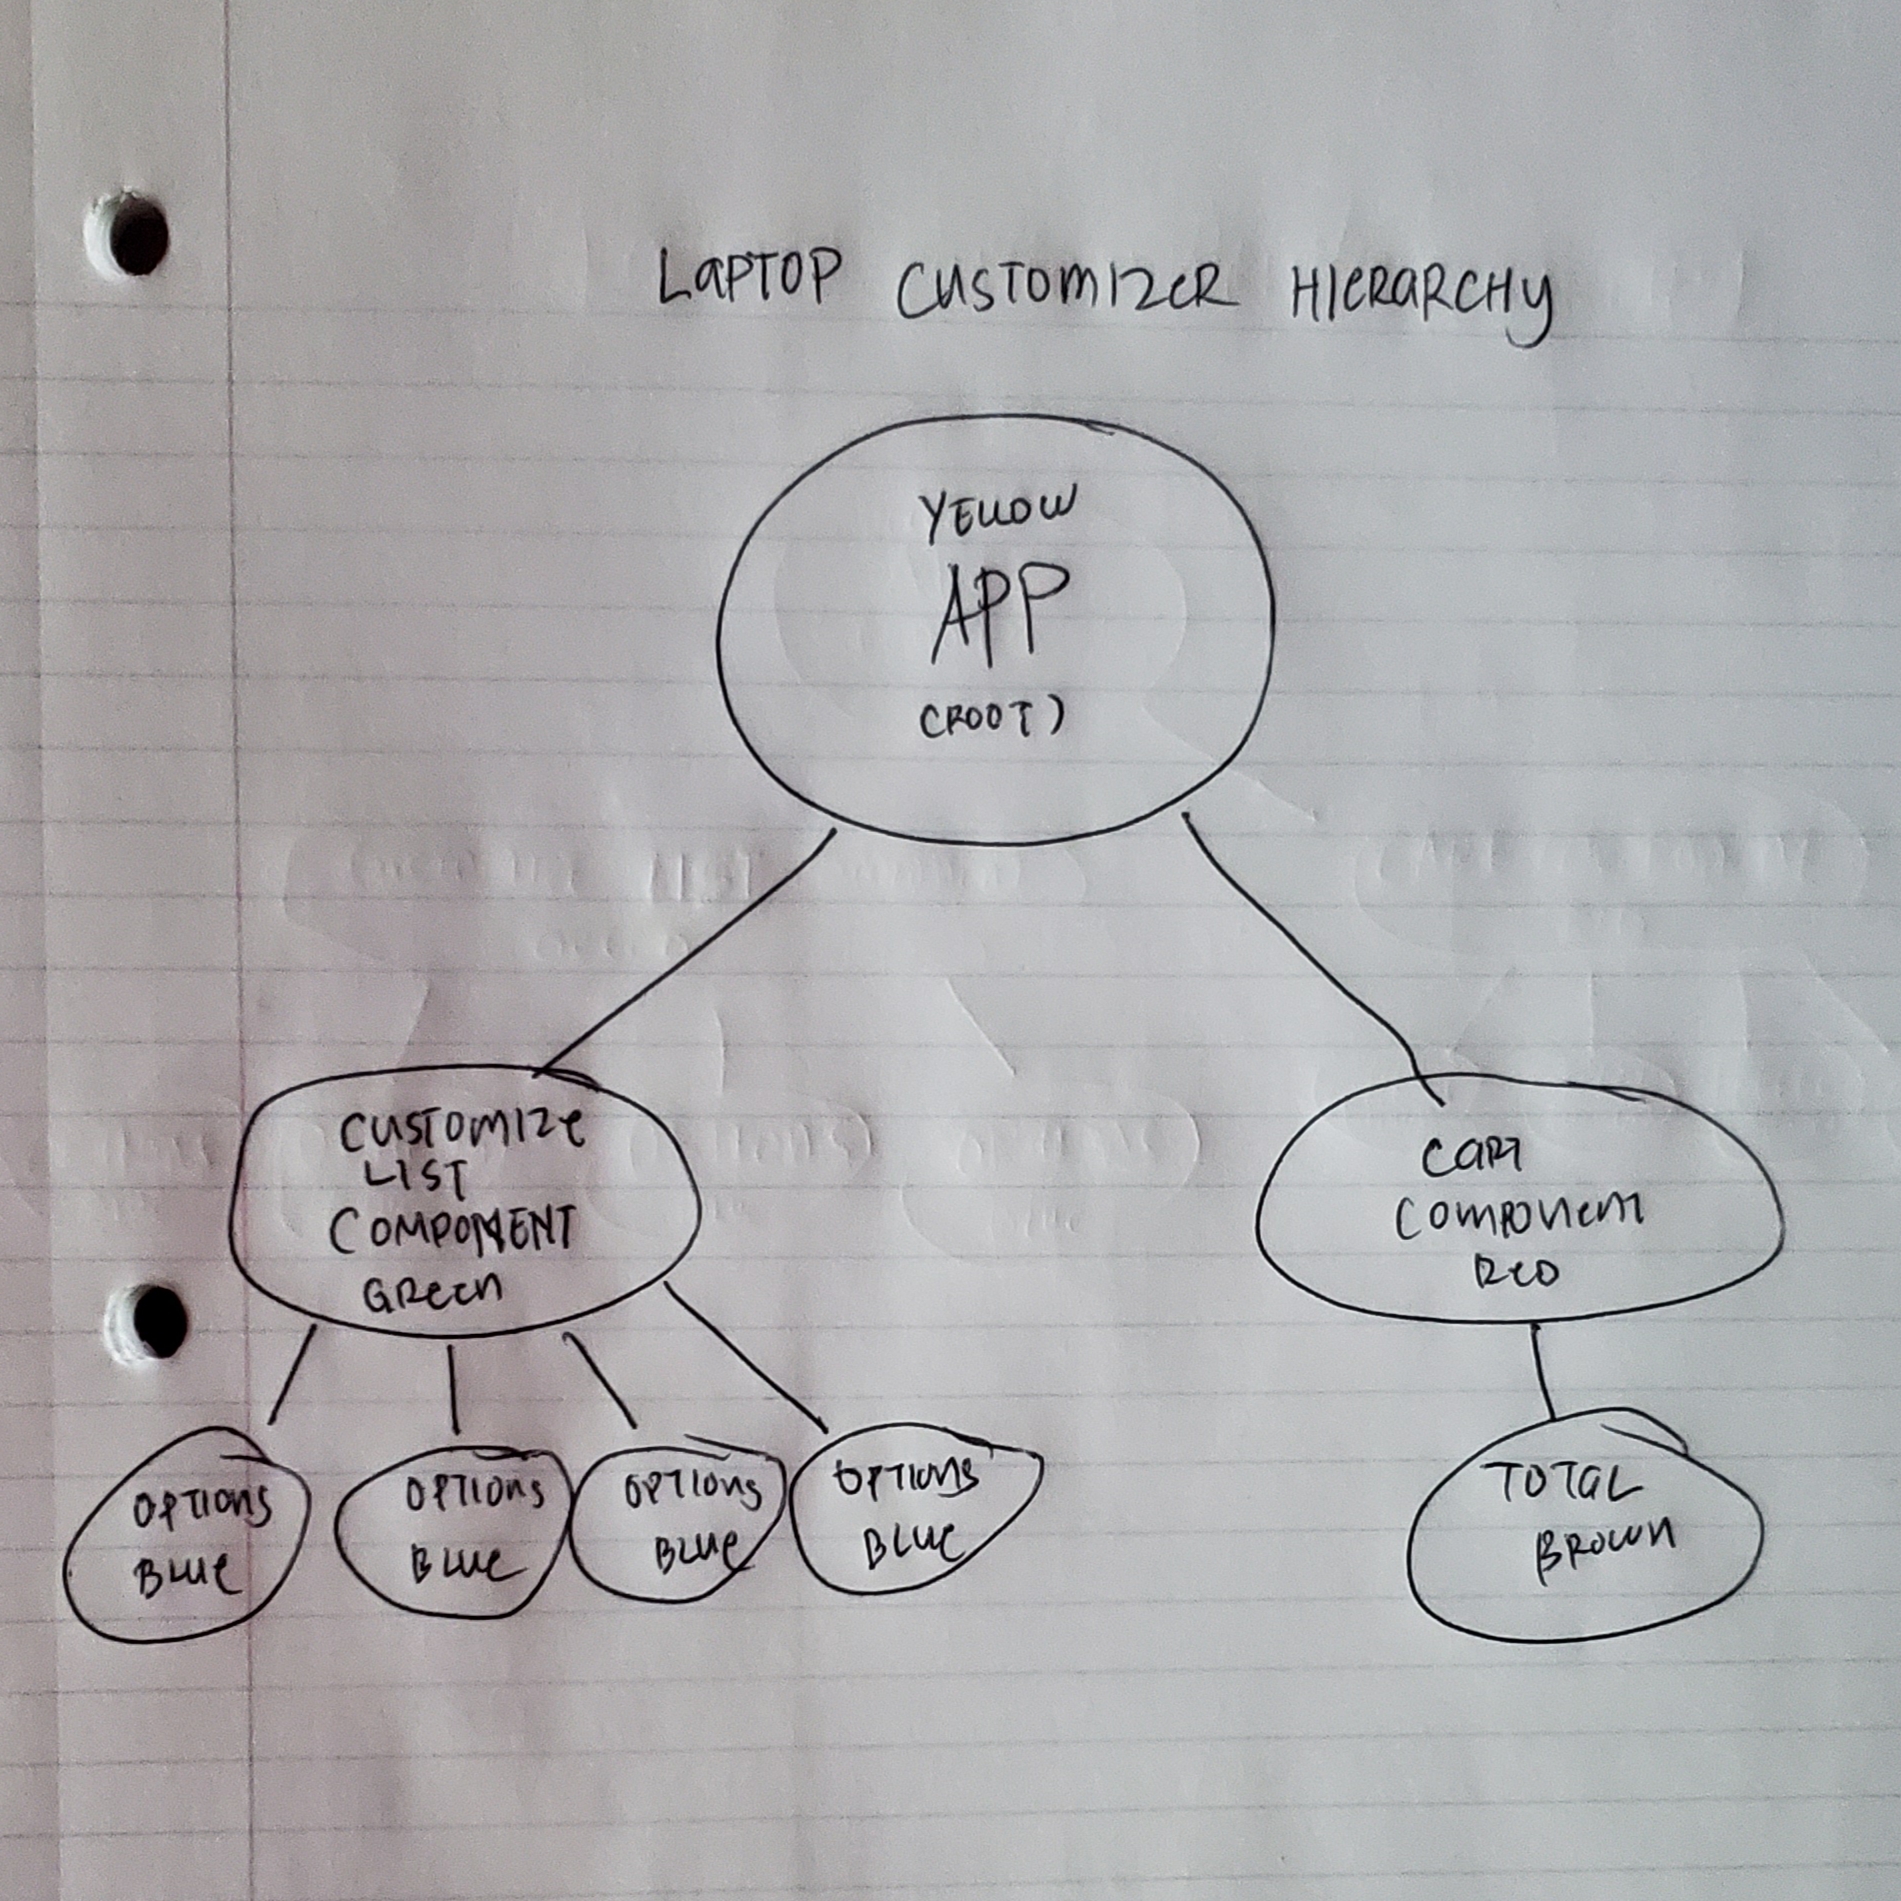 LAPTOP CUSTOMIZER HIERARCHY
YELLOW
APP
(ROOT)
CUSTOMIZE
LIST
COMPONENT
GREEN
CART
COMPONENT
RED
OPTIONS
BLUE
OPTIONS
BLUE
OPTIONS
BLUE
OPTIONS
BLUE
TOTAL
BROWN